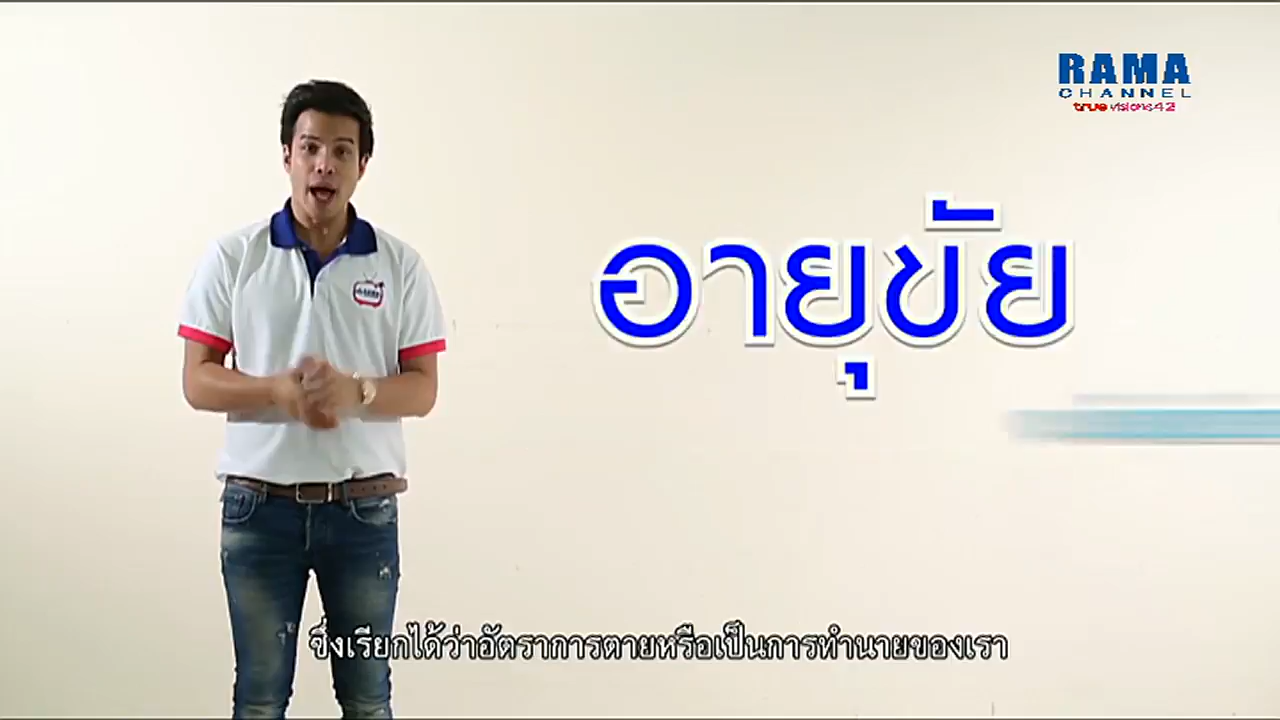 RAMA
CHANNEL
true visions 42
RAMA
อายุขัย
ซึ่งเรียกได้ว่าอัตราการตายหรือเป็นการทำนายของเรา